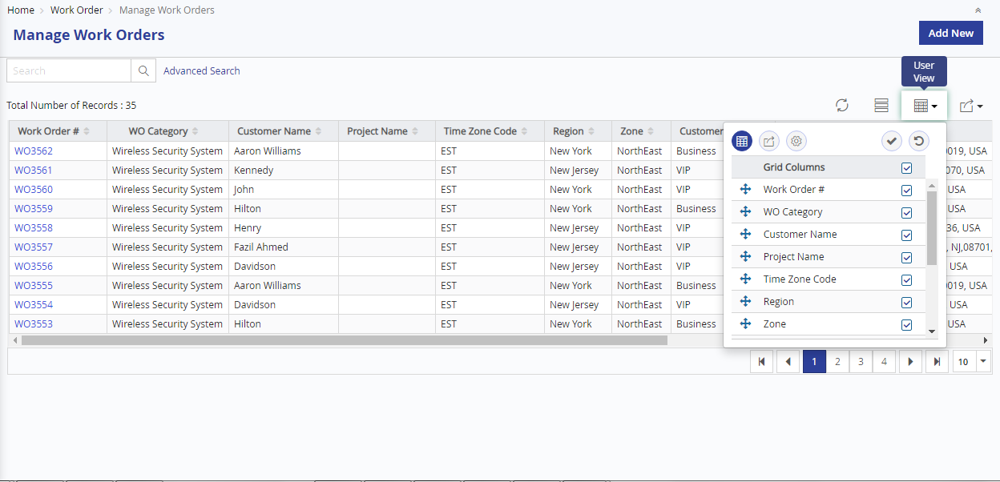 Home > Work Order > Manage Work Orders
Manage Work Orders
Add New
Search
Advanced Search
User
View
Total Number of Records : 35
Work Order # WO Category Customer Name Project Name Time Zone Code Region Zone Customer
WO3562 Wireless Security System Aaron Williams EST New York NorthEast Business 0019, USA
WO3561 Wireless Security System Kennedy EST New Jersey NorthEast VIP 070, USA
WO3560 Wireless Security System John EST New York NorthEast VIP USA
WO3559 Wireless Security System Hilton EST New York NorthEast Business USA
WO3558 Wireless Security System Henry EST New Jersey NorthEast VIP 36, USA
WO3557 Wireless Security System Fazil Ahmed EST New Jersey NorthEast VIP , NJ,08701,
WO3556 Wireless Security System Davidson EST New Jersey NorthEast VIP USA
WO3555 Wireless Security System Aaron Williams EST New York NorthEast Business 0019, USA
WO3554 Wireless Security System Davidson EST New Jersey NorthEast VIP USA
WO3553 Wireless Security System Hilton EST New York NorthEast Business USA
Grid Columns
Work Order #
WO Category
Customer Name
Project Name
Time Zone Code
Region
Zone
1 2 3 4 10